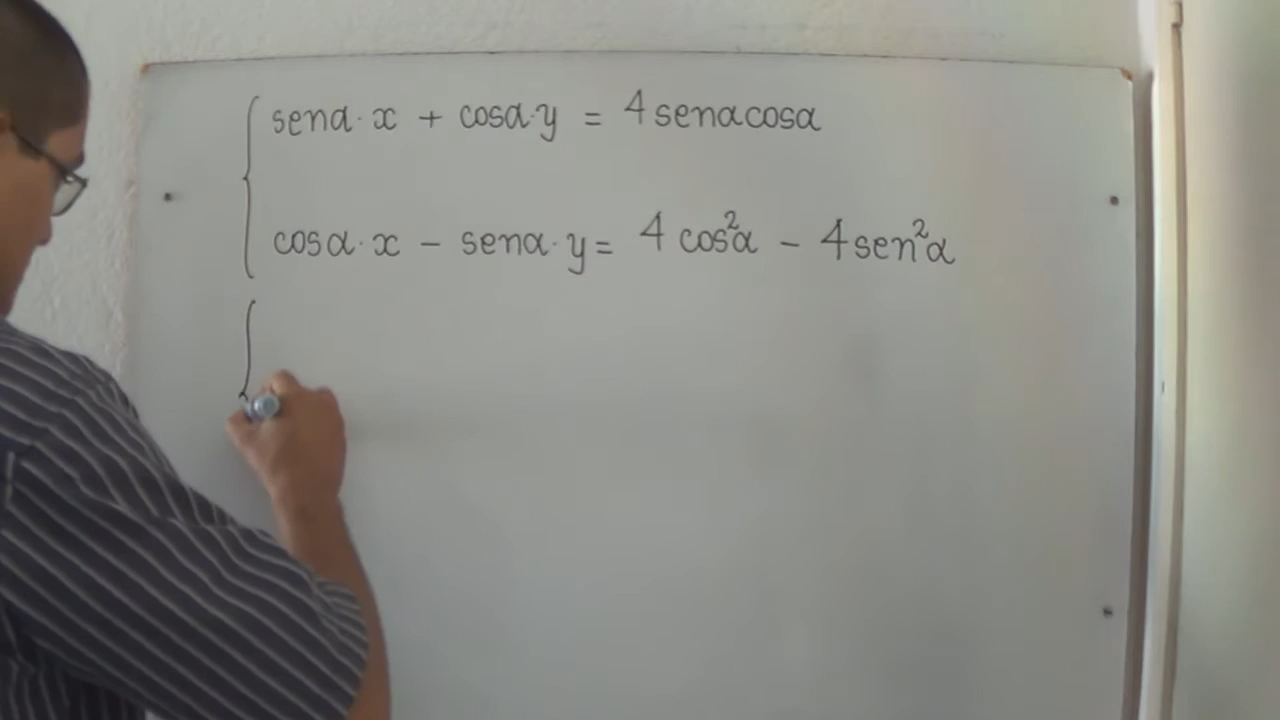 senα·x + cosα·y = 4senαcosα
cosα·x − senα·y = 4cos²α − 4sen²α